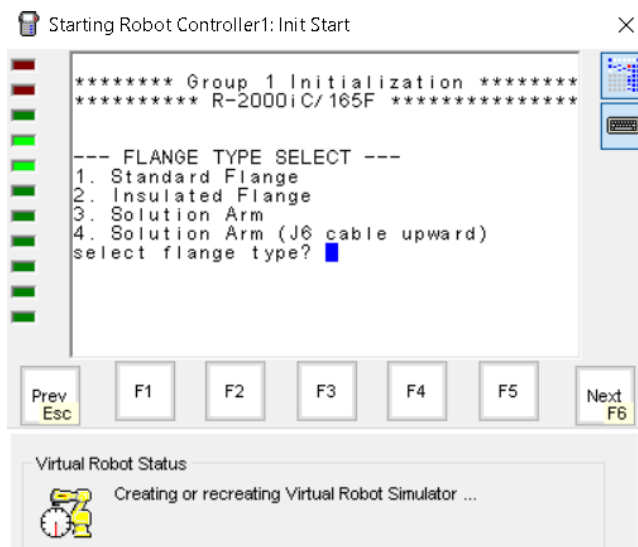 Starting Robot Controller1: Init Start
******** Group 1 Initialization ********
********** R-2000iC/165F ***************
--- FLANGE TYPE SELECT ---
1. Standard Flange
2. Insulated Flange
3. Solution Arm
4. Solution Arm (J6 cable upward)
select flange type?
Prev F1 F2 F3 F4 F5 Next
Esc F6
Virtual Robot Status
Creating or recreating Virtual Robot Simulator ...